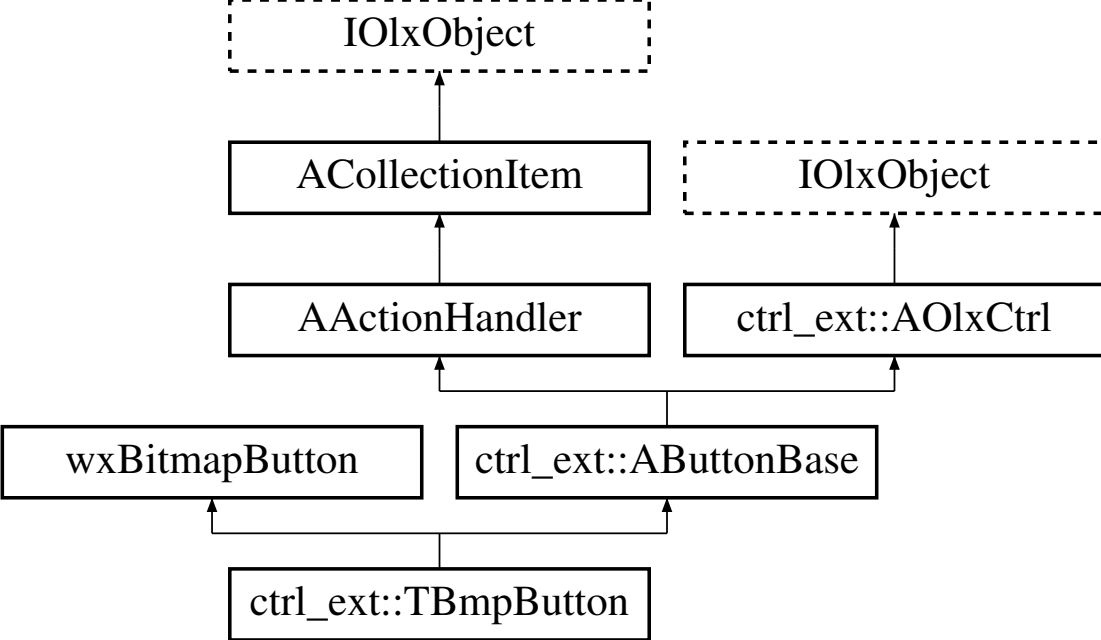 IOlxObject
ACollectionItem
IOlxObject
AActionHandler
ctrl_ext::AOlxCtrl
wxBitmapButton
ctrl_ext::AButtonBase
ctrl_ext::TBmpButton